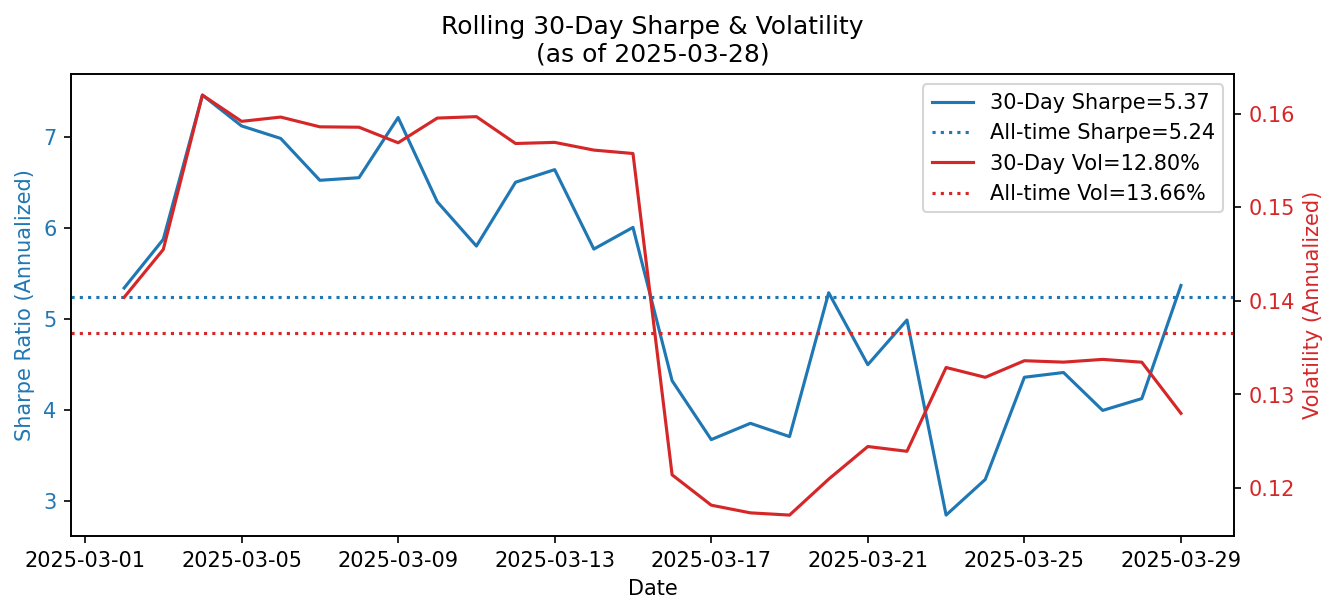 Rolling 30-Day Sharpe & Volatility
(as of 2025-03-28)
30-Day Sharpe=5.37
All-time Sharpe=5.24
30-Day Vol=12.80%
All-time Vol=13.66%
Sharpe Ratio (Annualized)
7
6
5
4
3
Volatility (Annualized)
0.16
0.15
0.14
0.13
0.12
2025-03-01 2025-03-05 2025-03-09 2025-03-13 2025-03-17 2025-03-21 2025-03-25 2025-03-29
Date